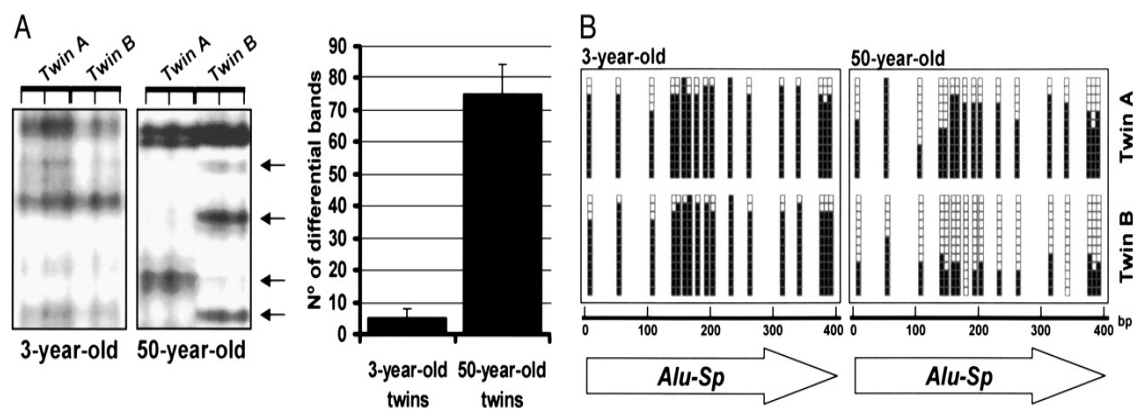 A
Twin A
Twin B
Twin A
Twin B
3-year-old
50-year-old
Nº of differential bands
90
80
70
60
50
40
30
20
10
0
3-year-old
twins
50-year-old
twins
B
3-year-old
50-year-old
Twin A
Twin B
0 100 200 300 400
0 100 200 300 400
bp
Alu-Sp
Alu-Sp